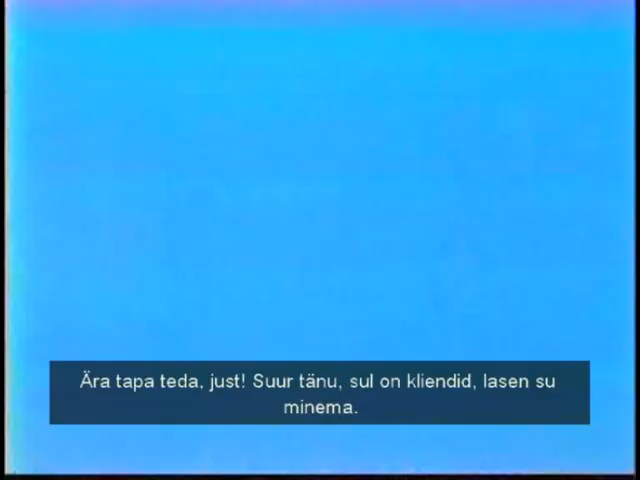 Ära tapa teda, just! Suur tänu, sul on kliendid, lasen su
minema.